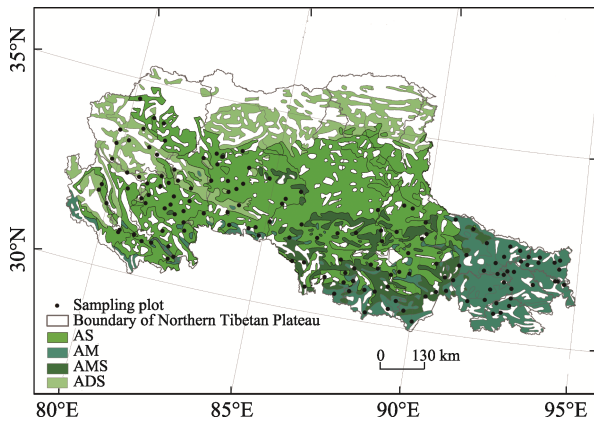 35°N
30°N
Sampling plot
Boundary of Northern Tibetan Plateau
AS
AM
AMS
ADS
0 130 km
80°E 85°E 90°E 95°E